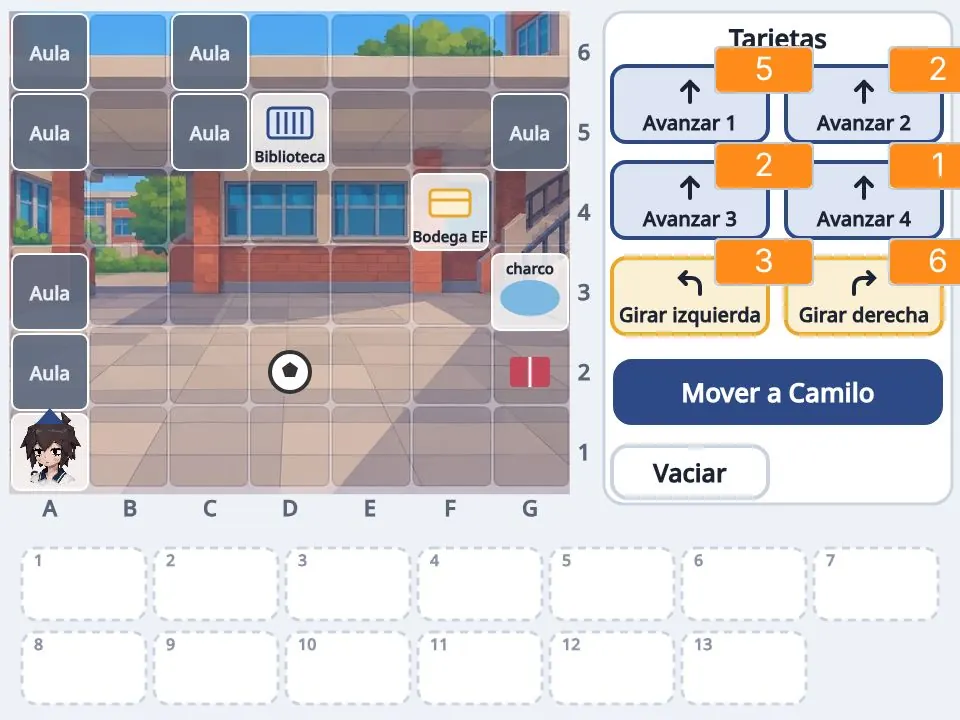 Tarjetas
Aula
Aula
6
5
2
Avanzar 1
Avanzar 2
Aula
Aula
Biblioteca
Aula
5
2
1
Avanzar 3
Avanzar 4
Bodega EF
4
3
6
Girar izquierda
Girar derecha
Aula
charco
3
Aula
2
Mover a Camilo
1
Vaciar
A
B
C
D
E
F
G
1
2
3
4
5
6
7
8
9
10
11
12
13